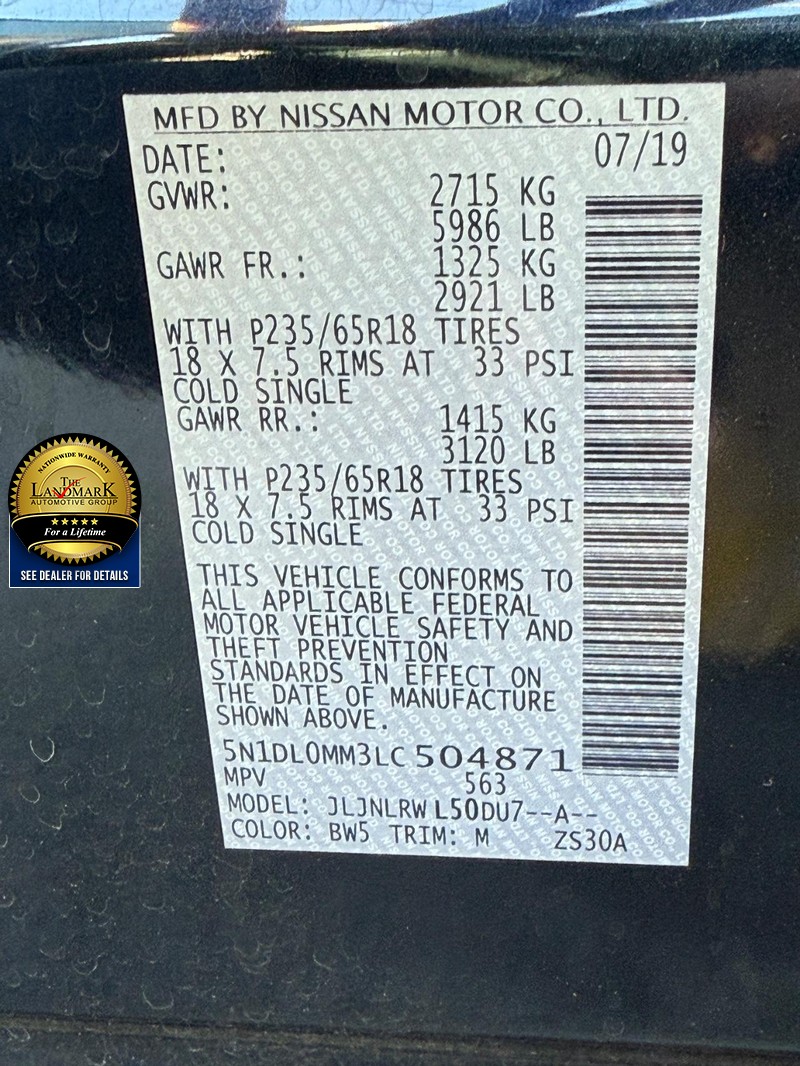 MFD BY NISSAN MOTOR CO., LTD.
DATE: 07/19
GVWR: 2715 KG
5986 LB
GAWR FR.: 1325 KG
2921 LB
WITH P235/65R18 TIRES
18 X 7.5 RIMS AT 33 PSI
COLD SINGLE
GAWR RR.: 1415 KG
3120 LB
WITH P235/65R18 TIRES
18 X 7.5 RIMS AT 33 PSI
COLD SINGLE
THIS VEHICLE CONFORMS TO
ALL APPLICABLE FEDERAL
MOTOR VEHICLE SAFETY AND
THEFT PREVENTION
STANDARDS IN EFFECT ON
THE DATE OF MANUFACTURE
SHOWN ABOVE.
5N1DL0MM3LC504871
MPV 563
MODEL: JLJNLRWL50DU7--A--
COLOR: BW5 TRIM: M ZS30A
NATIONWIDE WARRANTY
THE
LANDMARK
AUTOMOTIVE GROUP
For a Lifetime
SEE DEALER FOR DETAILS